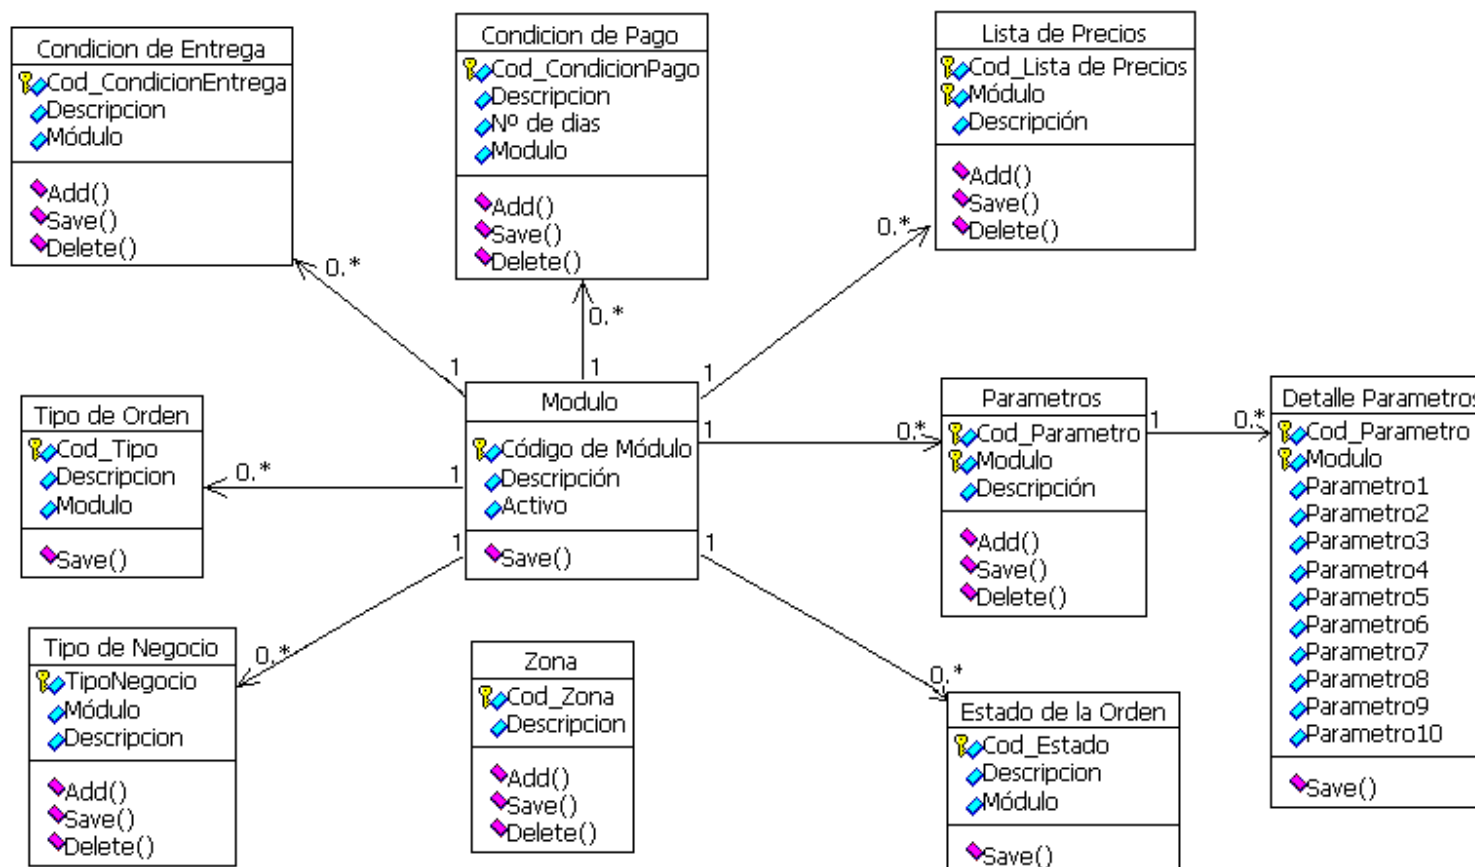 Condicion de Entrega
Cod_CondicionEntrega
Descripcion
Módulo
Add()
Save()
Delete()
Condicion de Pago
Cod_CondicionPago
Descripcion
Nº de dias
Modulo
Add()
Save()
Delete()
Lista de Precios
Cod_Lista de Precios
Módulo
Descripción
Add()
Save()
Delete()
0.*
0.*
0.*
1
1
1
Tipo de Orden
Cod_Tipo
Descripcion
Modulo
Save()
0.*
1
Modulo
Código de Módulo
Descripción
Activo
Save()
1
0.*
Parametros
Cod_Parametro
Modulo
Descripción
Add()
Save()
Delete()
1
0.*
Detalle Parametros
Cod_Parametro
Modulo
Parametro1
Parametro2
Parametro3
Parametro4
Parametro5
Parametro6
Parametro7
Parametro8
Parametro9
Parametro10
Save()
1
1
0.*
0.*
Tipo de Negocio
TipoNegocio
Módulo
Descripcion
Add()
Save()
Delete()
Zona
Cod_Zona
Descripcion
Add()
Save()
Delete()
Estado de la Orden
Cod_Estado
Descripcion
Módulo
Save()